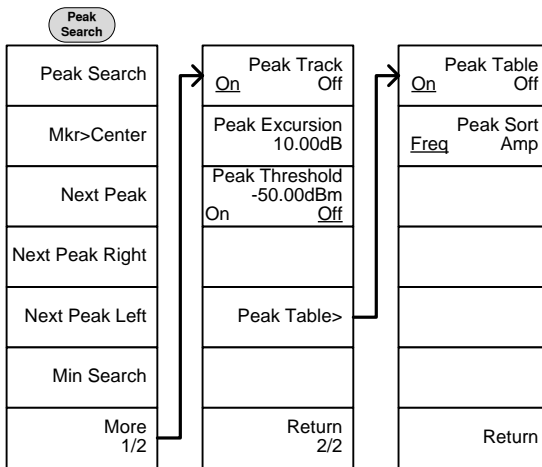 Peak
Search
Peak Search
Mkr>Center
Next Peak
Next Peak Right
Next Peak Left
Min Search
More
1/2
Peak Track
On Off
Peak Excursion
10.00dB
Peak Threshold
-50.00dBm
On Off
Peak Table>
Return
2/2
Peak Table
On Off
Peak Sort
Freq Amp
Return